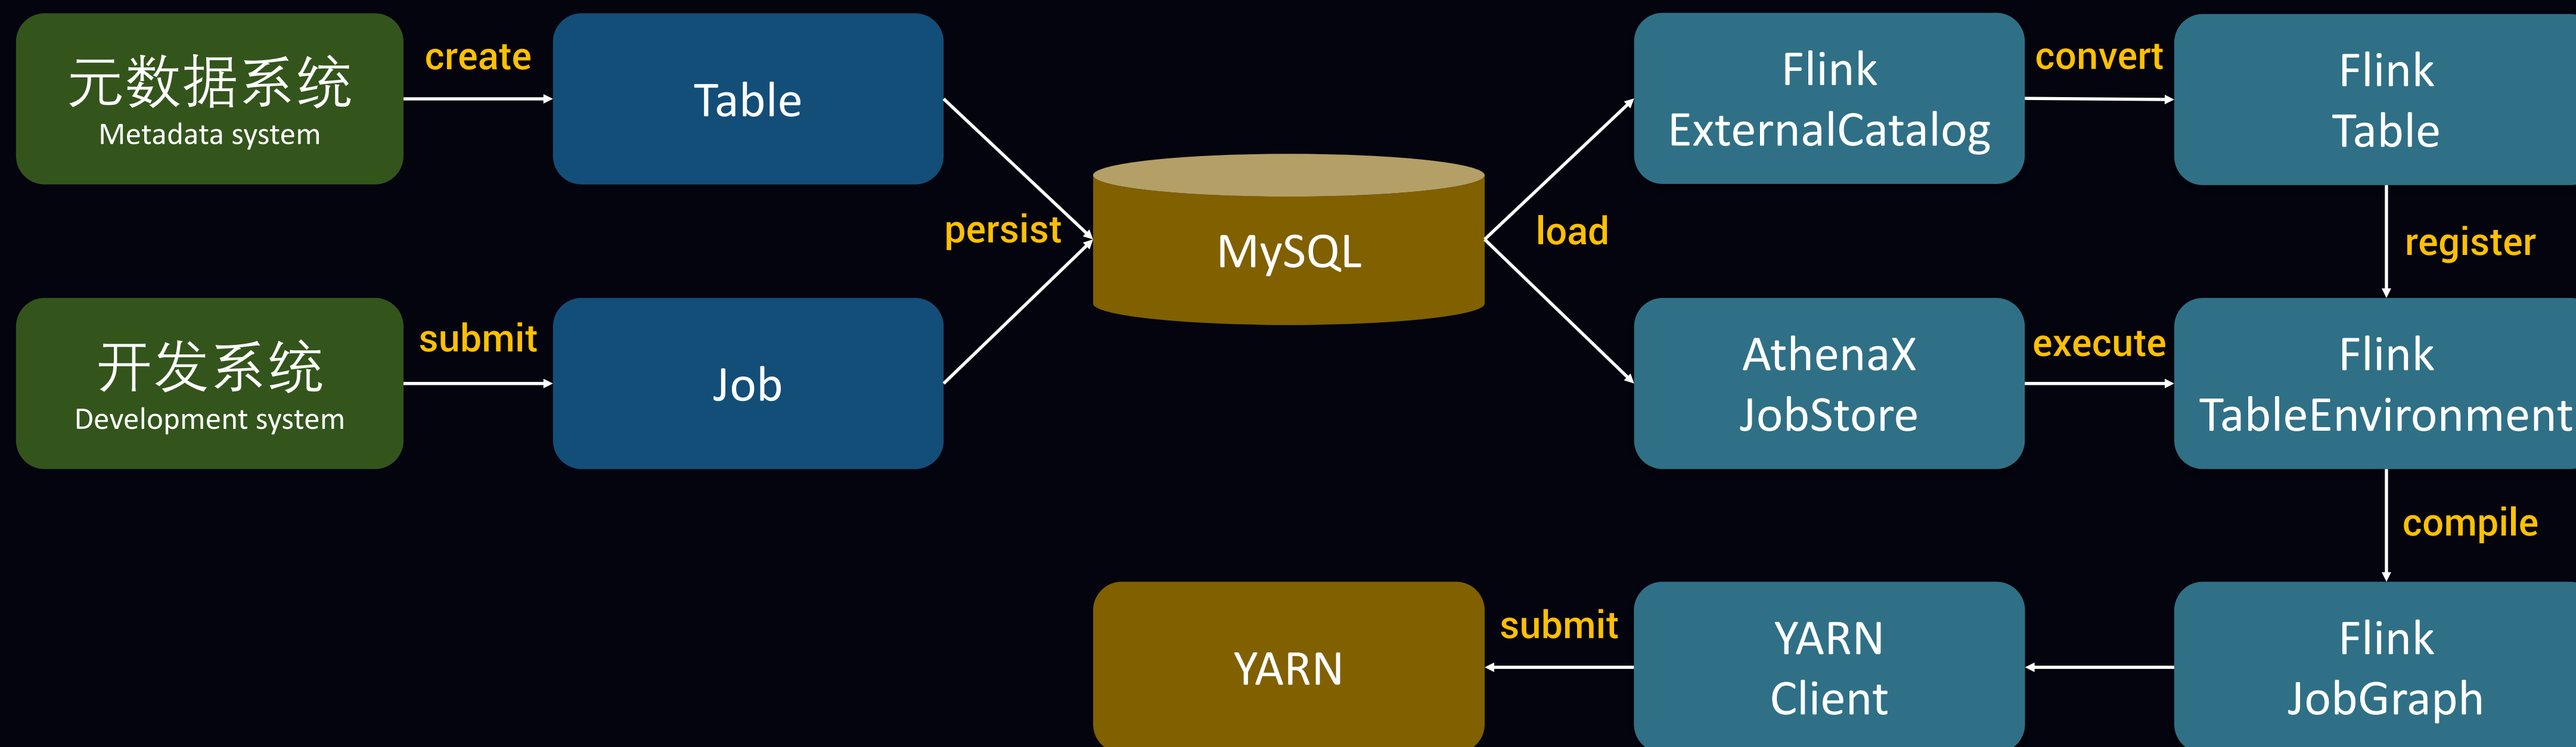 元数据系统
Metadata system
create
Table
Flink
ExternalCatalog
convert
Flink
Table
persist
MySQL
load
register
开发系统
Development system
submit
Job
AthenaX
JobStore
execute
Flink
TableEnvironment
compile
YARN
submit
YARN
Client
Flink
JobGraph